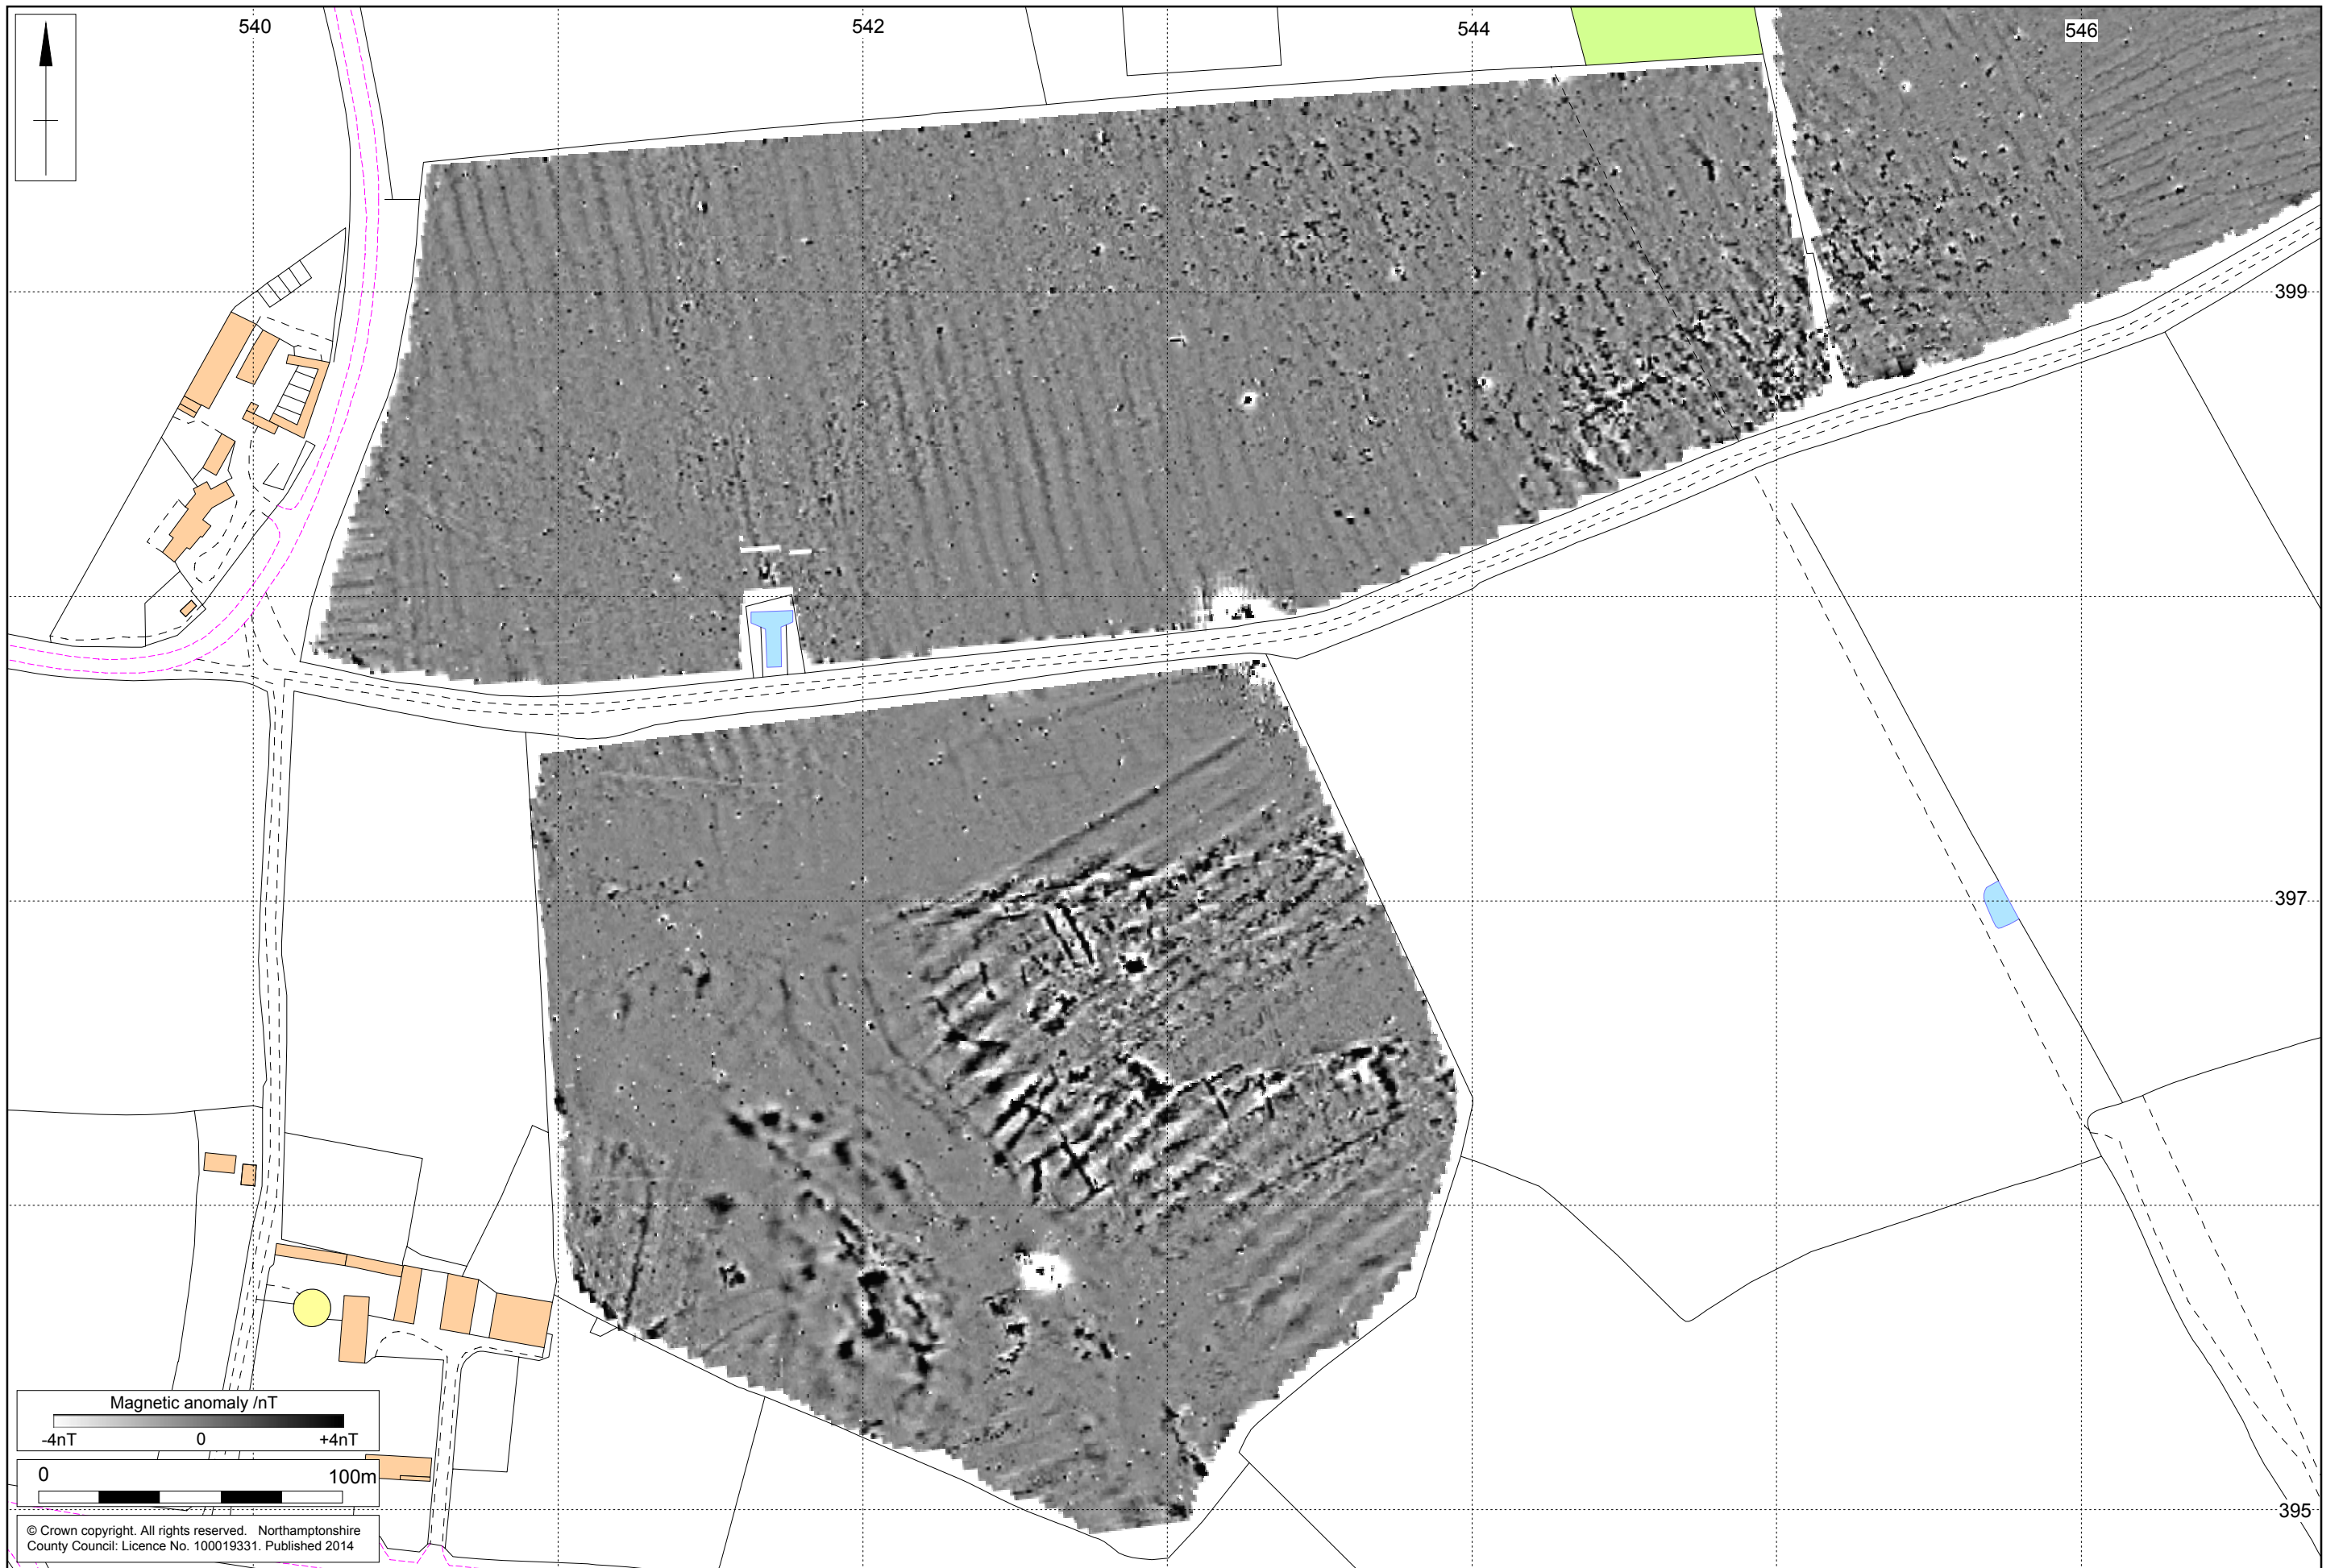 540
542
544
546
399
397
395
Magnetic anomaly /nT
-4nT 0 +4nT
0 100m
© Crown copyright. All rights reserved. Northamptonshire
County Council: Licence No. 100019331. Published 2014